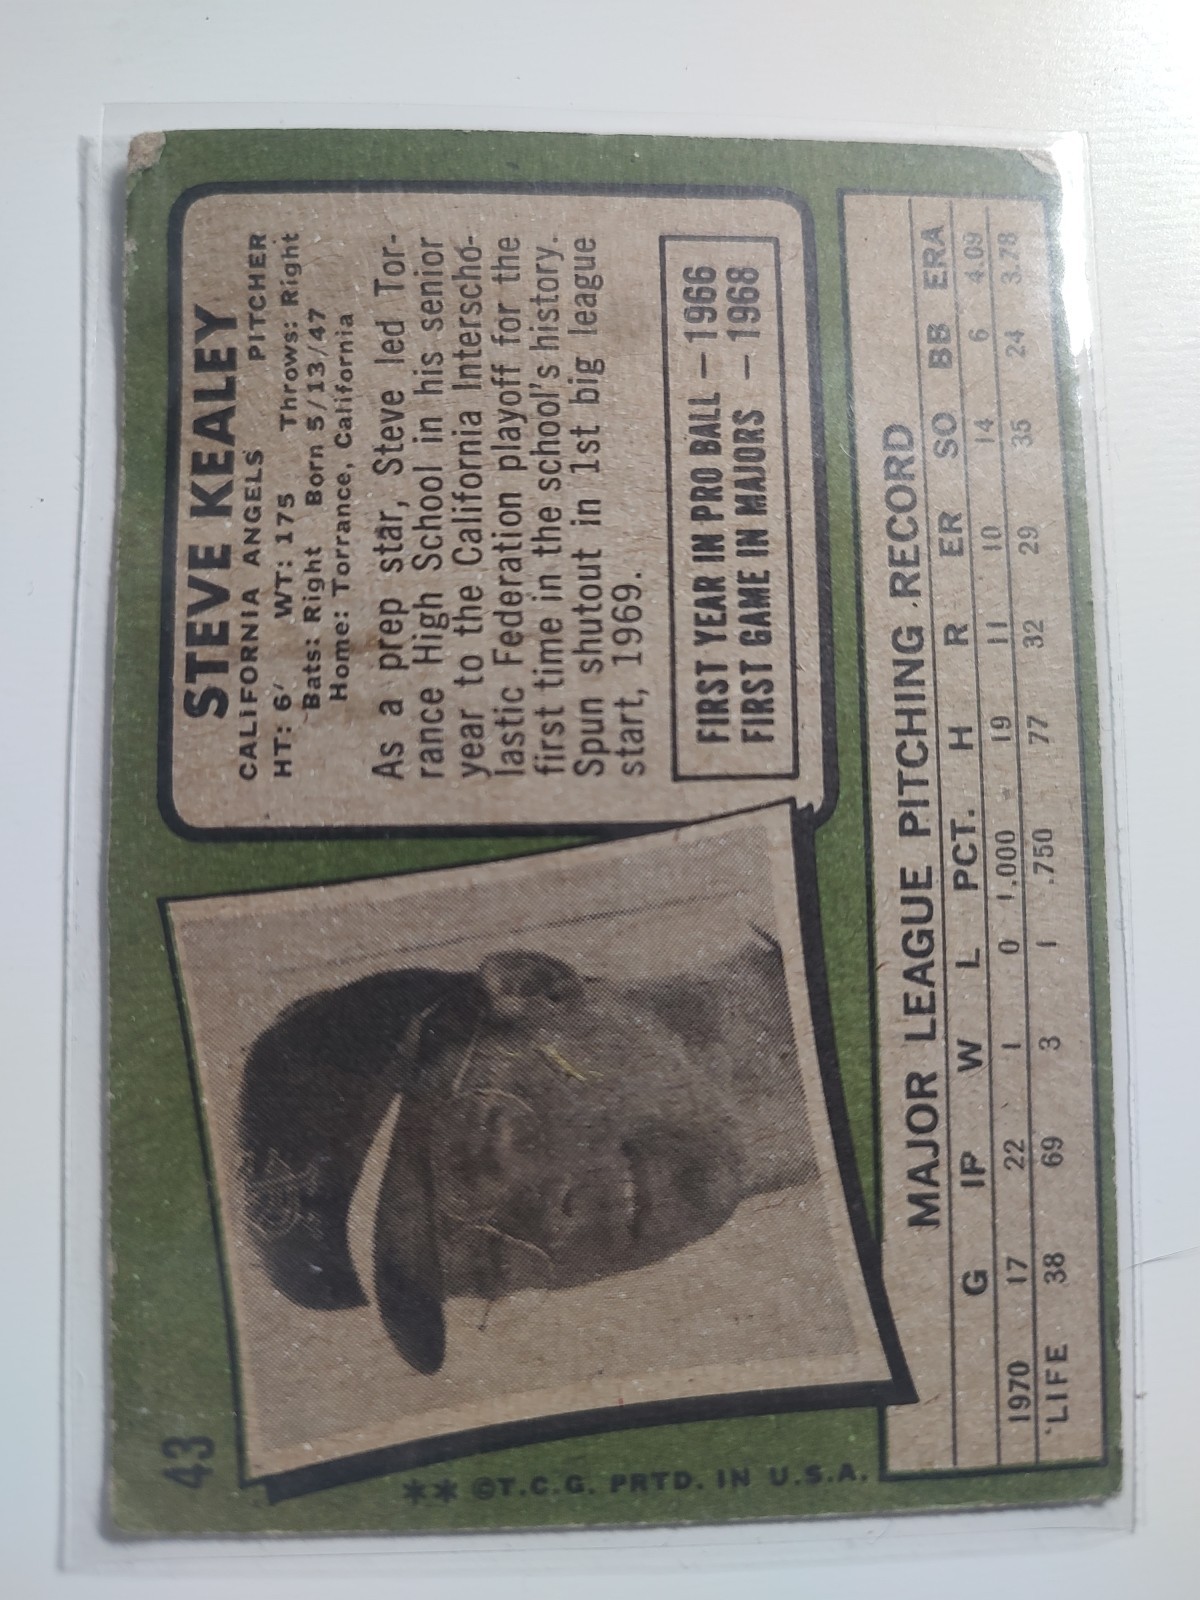 43
STEVE KEALEY
CALIFORNIA ANGELS PITCHER
HT: 6' WT: 175 Throws: Right
Bats: Right Born 5/13/47
Home: Torrance, California
As a prep star, Steve led Tor-
rance High School in his senior
year to the California Interscho-
lastic Federation playoff for the
first time in the school's history.
Spun shutout in 1st big league
start, 1969.
FIRST YEAR IN PRO BALL — 1966
FIRST GAME IN MAJORS — 1968
** ©T.C.G. PRTD. IN U.S.A.
MAJOR LEAGUE PITCHING RECORD
G IP W L PCT. H R ER SO BB ERA
1970 17 22 1 0 1.000 19 11 10 14 6 4.09
LIFE 38 69 3 1 .750 77 32 29 35 24 3.78